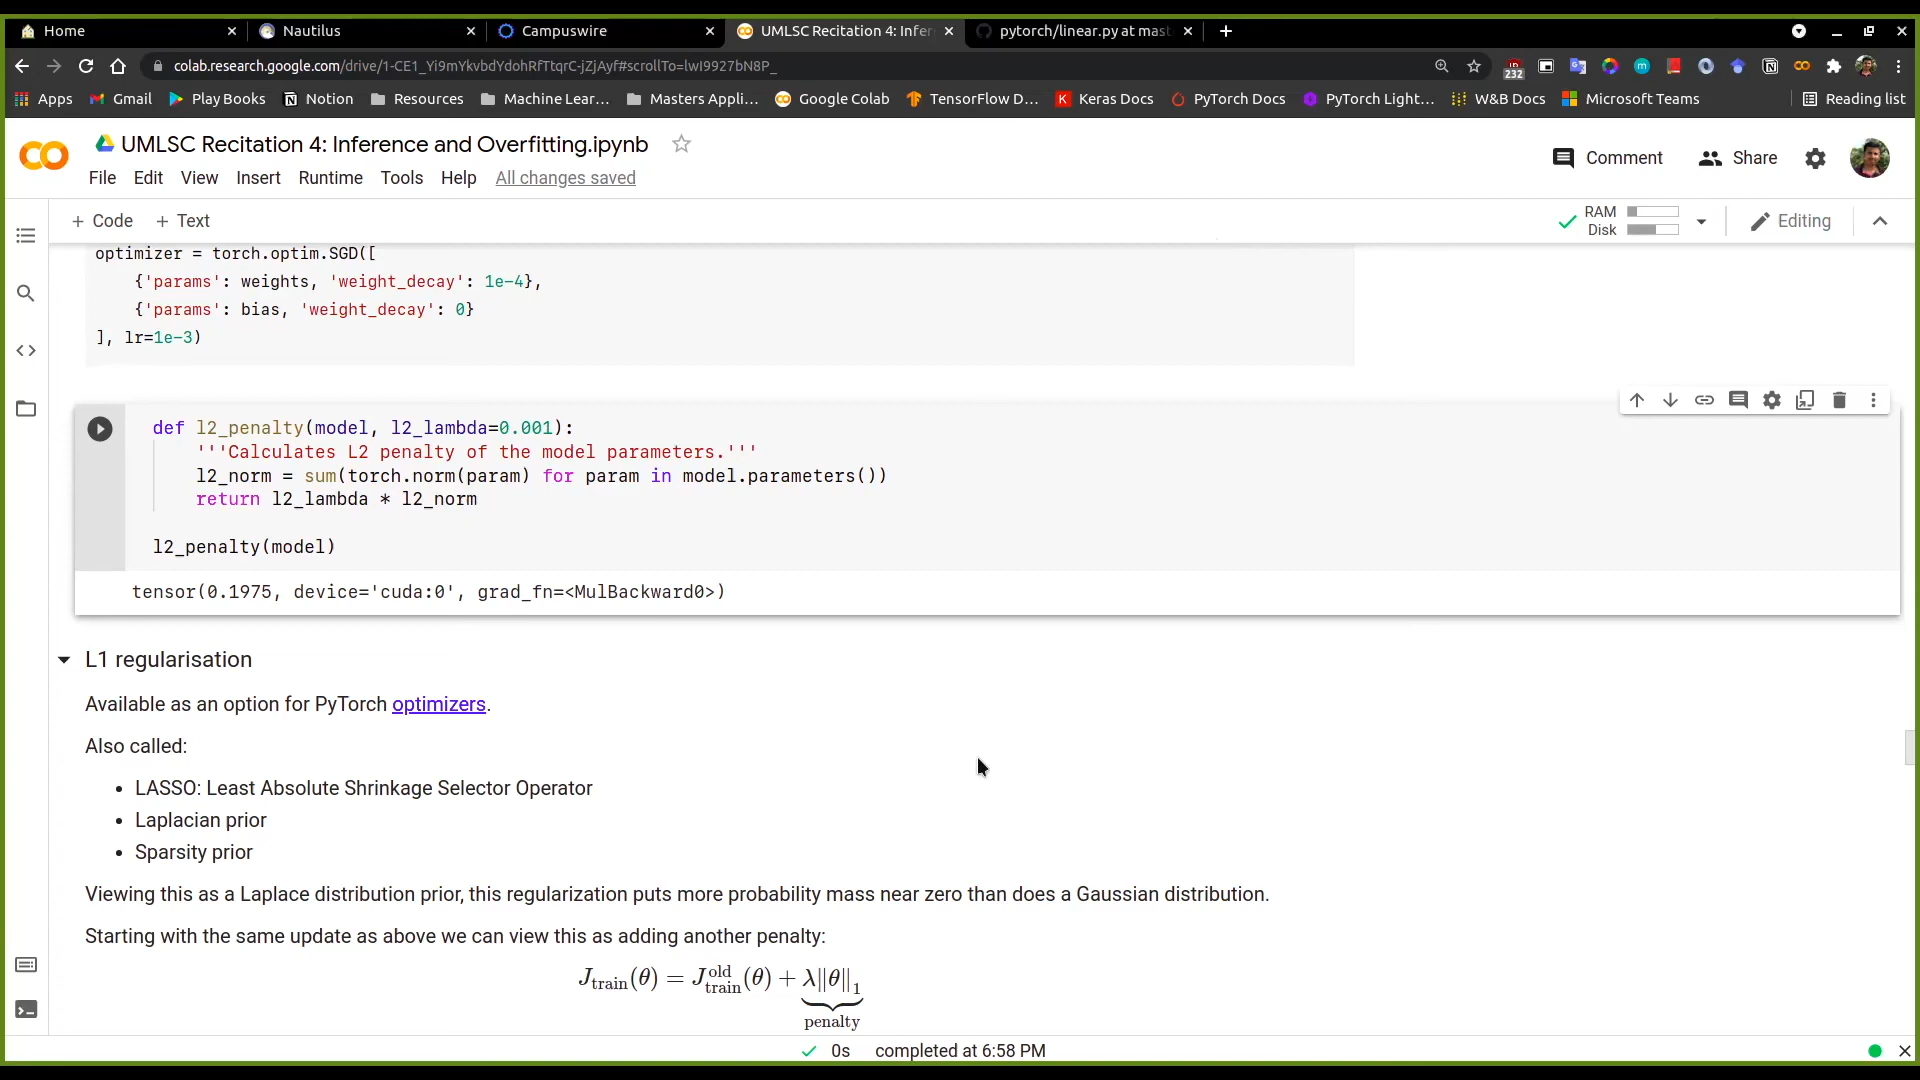 Home
Nautilus
Campuswire
UMLSC Recitation 4: Infer
pytorch/linear.py at mast
colab.research.google.com/drive/1-CE1_Yi9mYkvbdYdohRfTtqrC-jZjAyf#scrollTo=lwI9927bN8P_
232
Apps
Gmail
Play Books
Notion
Resources
Machine Lear...
Masters Appli...
Google Colab
TensorFlow D...
Keras Docs
PyTorch Docs
PyTorch Light...
W&B Docs
Microsoft Teams
Reading list
UMLSC Recitation 4: Inference and Overfitting.ipynb
Comment
Share
File Edit View Insert Runtime Tools Help All changes saved
+ Code + Text
RAM
Disk
Editing
optimizer = torch.optim.SGD([
{'params': weights, 'weight_decay': 1e-4},
{'params': bias, 'weight_decay': 0}
], lr=1e-3)
def l2_penalty(model, l2_lambda=0.001):
'''Calculates L2 penalty of the model parameters.'''
l2_norm = sum(torch.norm(param) for param in model.parameters())
return l2_lambda * l2_norm
l2_penalty(model)
tensor(0.1975, device='cuda:0', grad_fn=<MulBackward0>)
L1 regularisation
Available as an option for PyTorch optimizers.
Also called:
• LASSO: Least Absolute Shrinkage Selector Operator
• Laplacian prior
• Sparsity prior
Viewing this as a Laplace distribution prior, this regularization puts more probability mass near zero than does a Gaussian distribution.
Starting with the same update as above we can view this as adding another penalty:
J_train(θ) = J_train^old(θ) + λ‖θ‖_1
penalty
0s completed at 6:58 PM